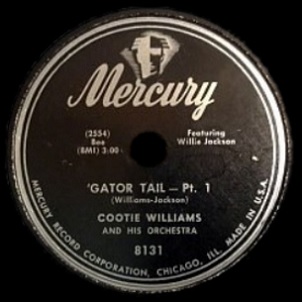 Mercury
(2554)
Bee
(BMI) 3:00
Featuring
Willie Jackson
'GATOR TAIL — Pt. 1
(Williams-Jackson)
COOTIE WILLIAMS
AND HIS ORCHESTRA
8131
MERCURY RECORD CORPORATION, CHICAGO, ILL. MADE IN U.S.A.